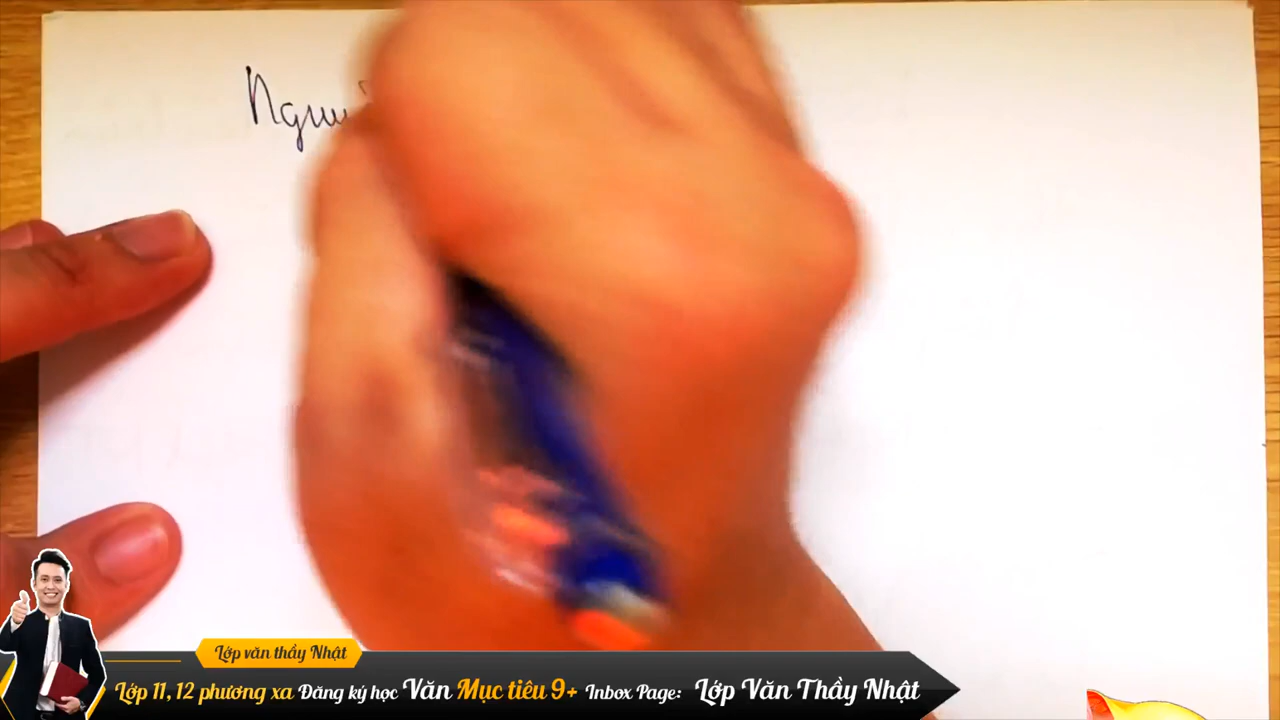 Lớp văn thầy Nhật
Lớp 11, 12 phương xa Đăng ký học Văn Mục tiêu 9+ Inbox Page: Lớp Văn Thầy Nhật